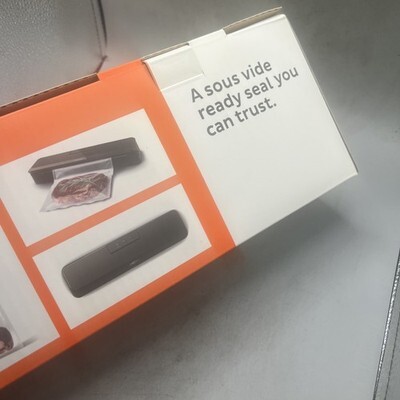 A sous vide
ready seal you
can trust.